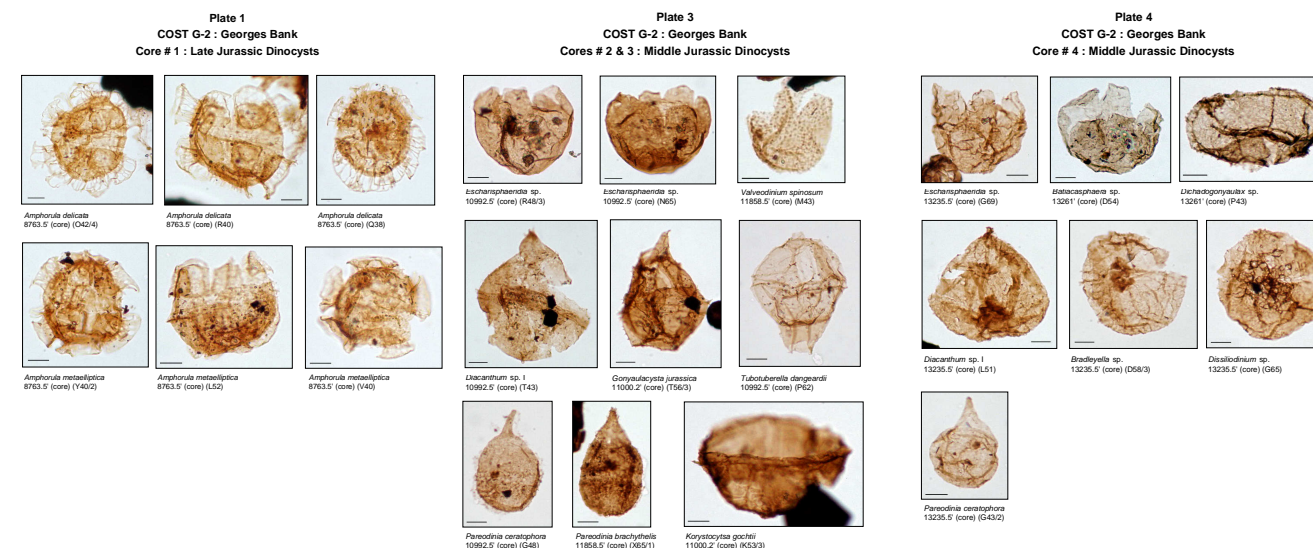 Plate 1
COST G-2 : Georges Bank
Core # 1 : Late Jurassic Dinocysts
Amphorula delicata
8763.5' (core) (O42/4)
Amphorula delicata
8763.5' (core) (R40)
Amphorula delicata
8763.5' (core) (Q38)
Amphorula metaelliptica
8763.5' (core) (Y40/2)
Amphorula metaelliptica
8763.5' (core) (L52)
Amphorula metaelliptica
8763.5' (core) (V40)
Plate 3
COST G-2 : Georges Bank
Cores # 2 & 3 : Middle Jurassic Dinocysts
Escharisphaeridia sp.
10992.5' (core) (R48/3)
Escharisphaeridia sp.
10992.5' (core) (N65)
Valveodinium spinosum
11858.5' (core) (M43)
Diacanthum sp. I
10992.5' (core) (T43)
Gonyaulacysta jurassica
11000.2' (core) (T56/3)
Tubotuberella dangeardii
10992.5' (core) (P62)
Pareodinia ceratophora
10992.5' (core) (G48)
Pareodinia brachythelis
11858.5' (core) (X65/1)
Korystocytsa gochtii
11000.2' (core) (K53/3)
Plate 4
COST G-2 : Georges Bank
Core # 4 : Middle Jurassic Dinocysts
Escharisphaeridia sp.
13235.5' (core) (G69)
Batiacasphaera sp.
13261' (core) (D54)
Dichadogonyaulax sp.
13261' (core) (P43)
Diacanthum sp. I
13235.5' (core) (L51)
Bradleyella sp.
13235.5' (core) (D58/3)
Dissiliodinium sp.
13235.5' (core) (G65)
Pareodinia ceratophora
13235.5' (core) (G43/2)